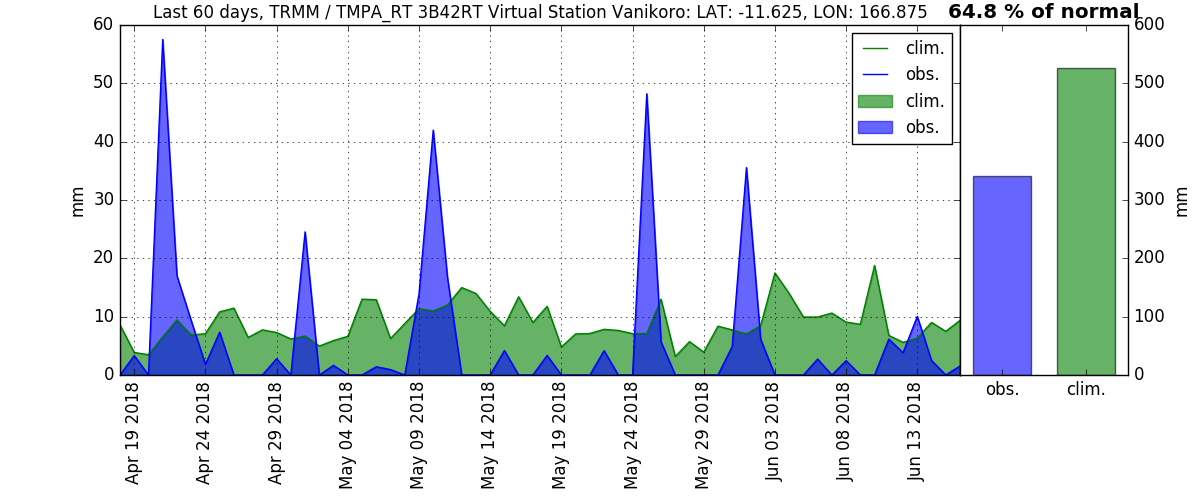 Last 60 days, TRMM / TMPA_RT 3B42RT Virtual Station Vanikoro: LAT: -11.625, LON: 166.875
64.8 % of normal
60
50
40
30
20
10
0
mm
clim.
obs.
clim.
obs.
Apr 19 2018
Apr 24 2018
Apr 29 2018
May 04 2018
May 09 2018
May 14 2018
May 19 2018
May 24 2018
May 29 2018
Jun 03 2018
Jun 08 2018
Jun 13 2018
600
500
400
300
200
100
0
mm
obs.
clim.